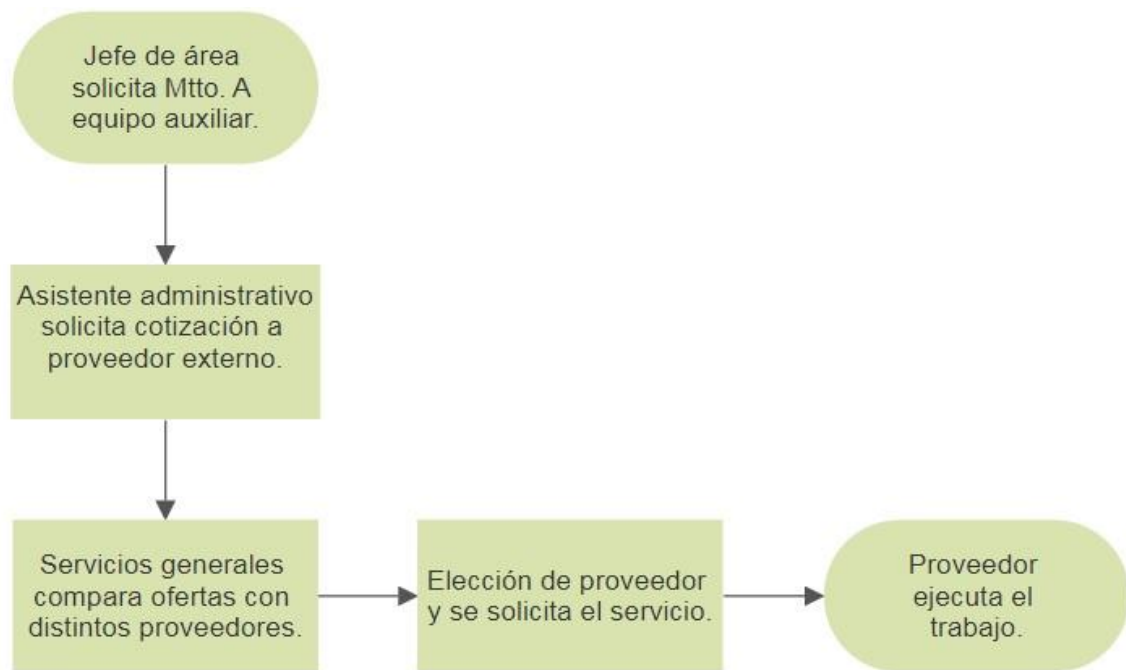 Jefe de área
solicita Mtto. A
equipo auxiliar.
Asistente administrativo
solicita cotización a
proveedor externo.
Servicios generales
compara ofertas con
distintos proveedores.
Elección de proveedor
y se solicita el servicio.
Proveedor
ejecuta el
trabajo.